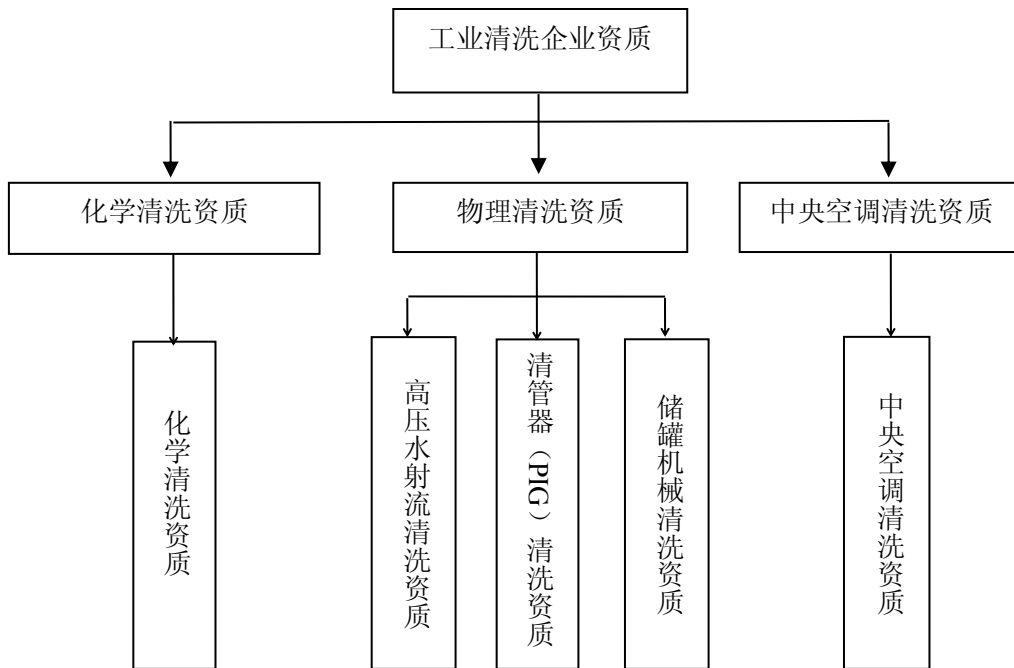 工业清洗企业资质
化学清洗资质
物理清洗资质
中央空调清洗资质
化学清洗资质
高压水射流清洗资质
清管器（PIG）清洗资质
储罐机械清洗资质
中央空调清洗资质